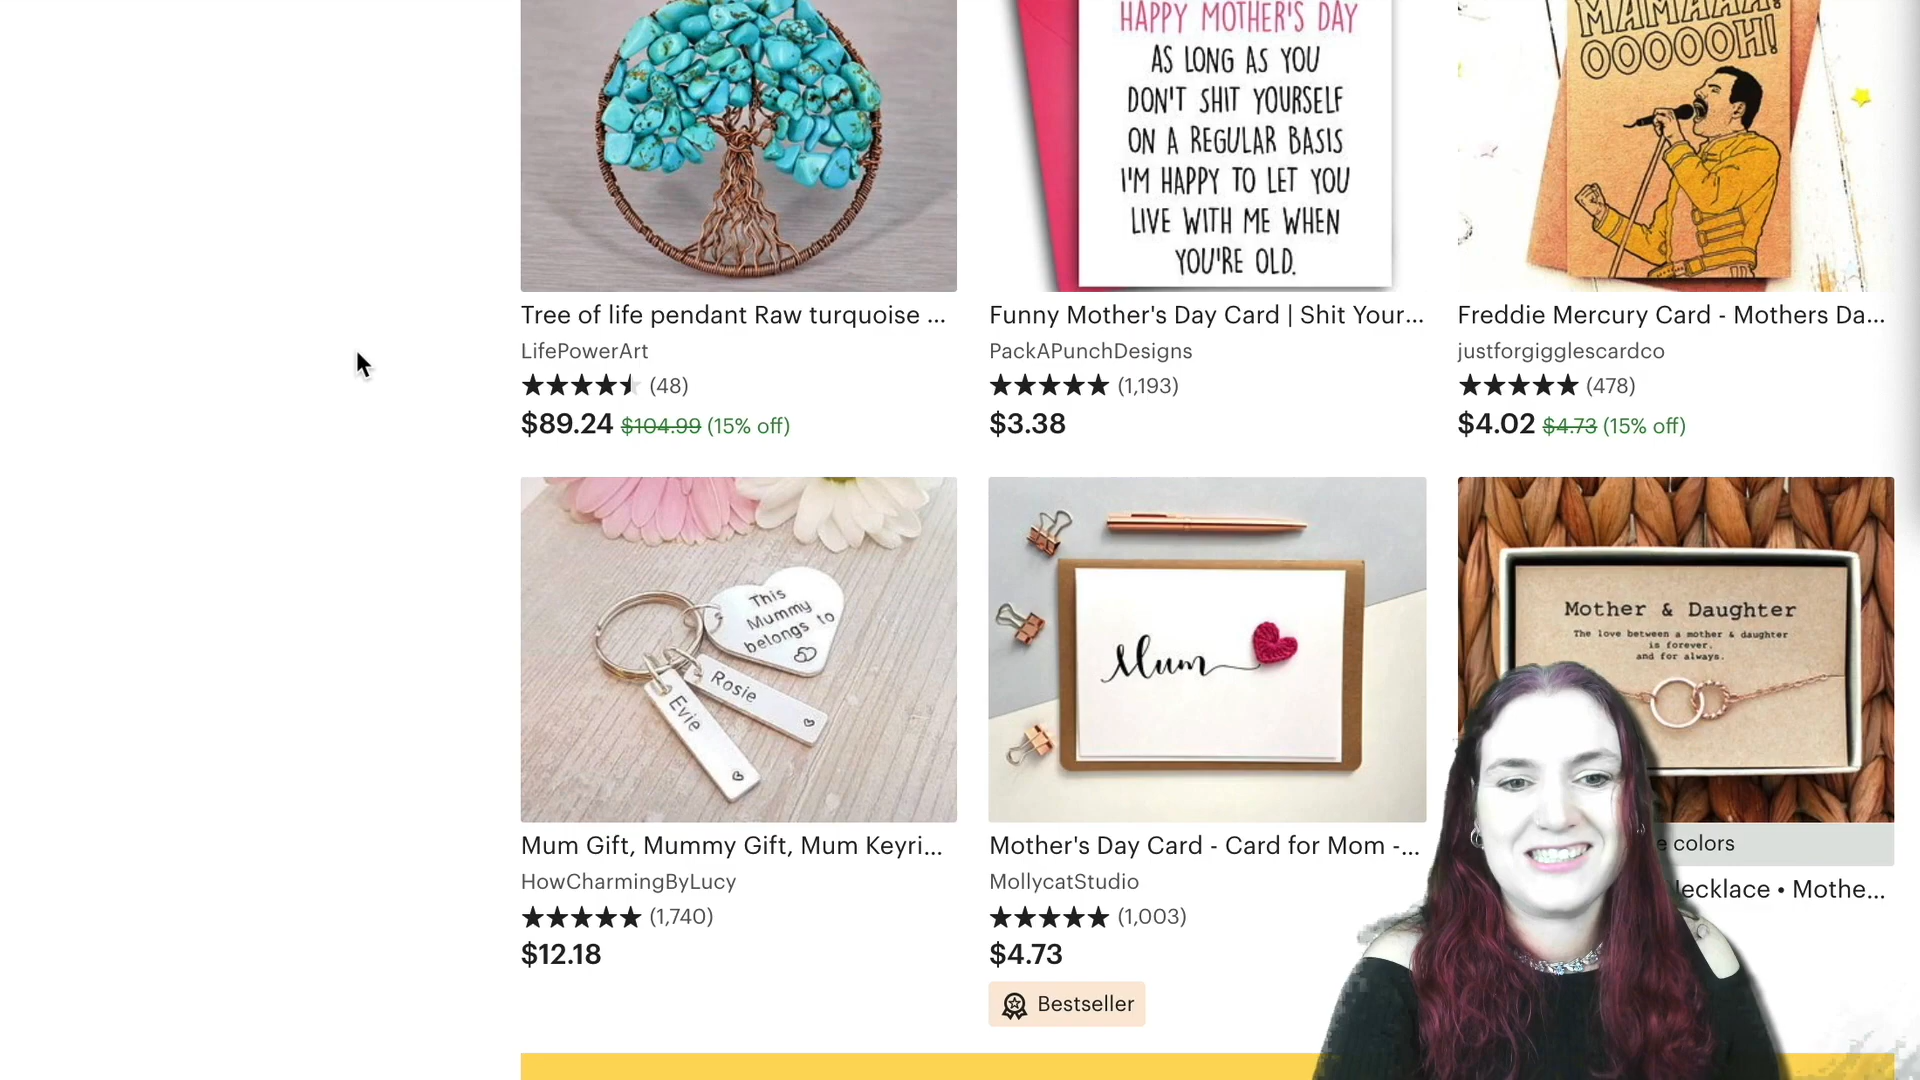 HAPPY MOTHER'S DAY
AS LONG AS YOU
DON'T SHIT YOURSELF
ON A REGULAR BASIS
I'M HAPPY TO LET YOU
LIVE WITH ME WHEN
YOU'RE OLD.
MAMAAA!
OOOOOH!
Tree of life pendant Raw turquoise ...
LifePowerArt
(48)
$89.24 $104.99 (15% off)
Funny Mother's Day Card | Shit Your...
PackAPunchDesigns
(1,193)
$3.38
Freddie Mercury Card - Mothers Da...
justforgigglescardco
(478)
$4.02 $4.73 (15% off)
This
Mummy
belongs to
Rosie
Evie
Mum
Mother & Daughter
The love between a mother & daughter
is forever.
and for always.
Mum Gift, Mummy Gift, Mum Keyri...
HowCharmingByLucy
(1,740)
$12.18
Mother's Day Card - Card for Mom -...
MollycatStudio
(1,003)
$4.73
Bestseller
colors
Mothe...